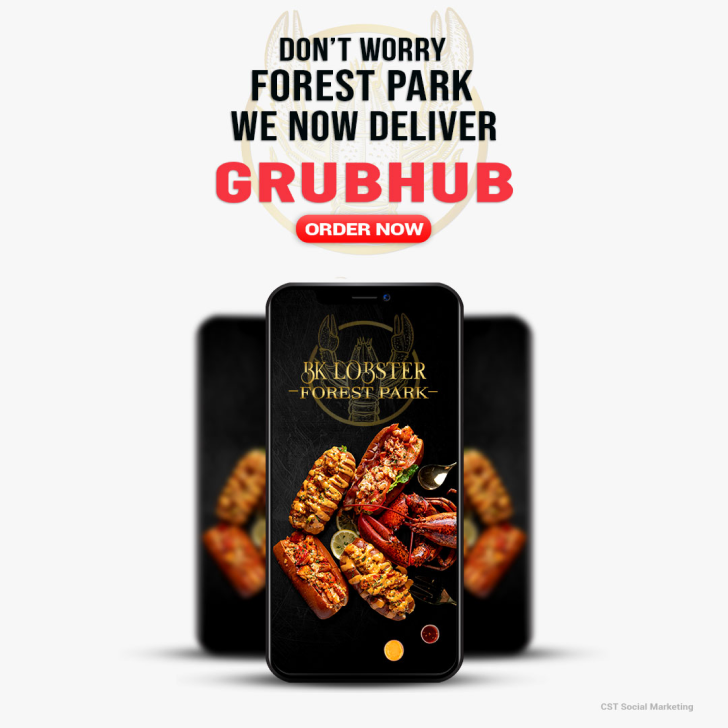 DON'T WORRY
FOREST PARK
WE NOW DELIVER
GRUBHUB
ORDER NOW
BK LOBSTER
-FOREST PARK-
CST Social Marketing